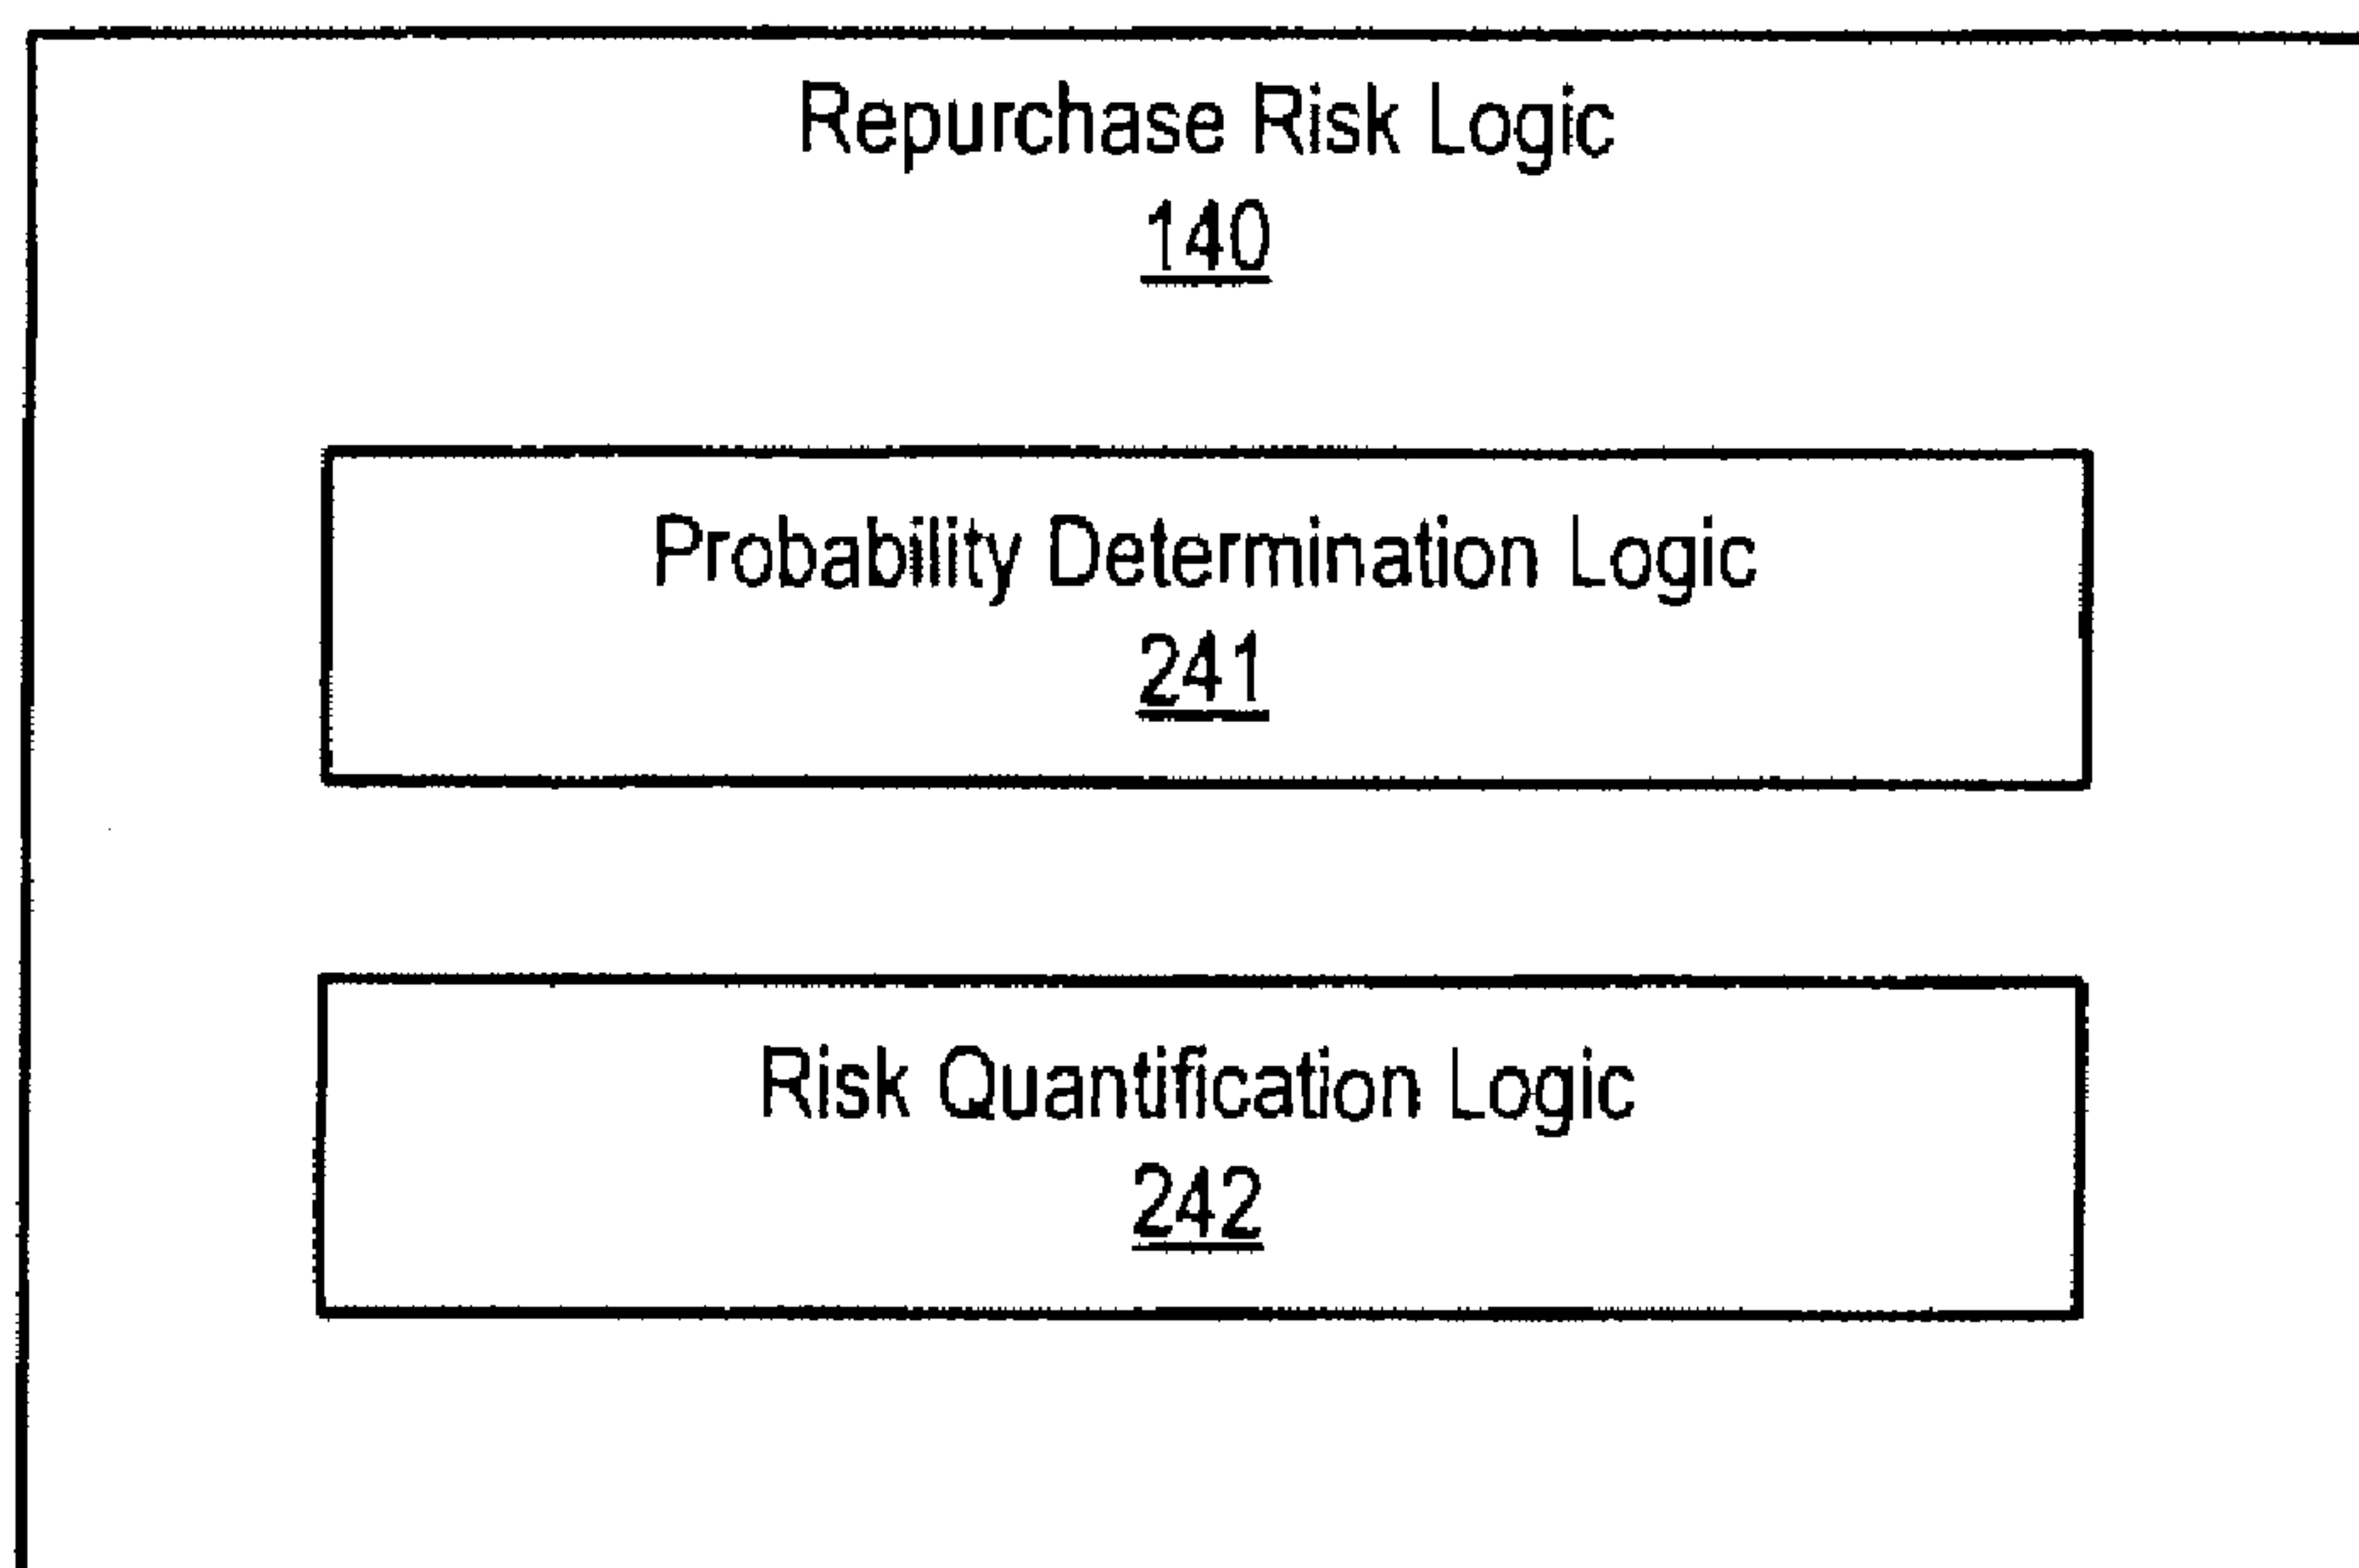 Repurchase Risk Logic
140
Probability Determination Logic
241
Risk Quantification Logic
242